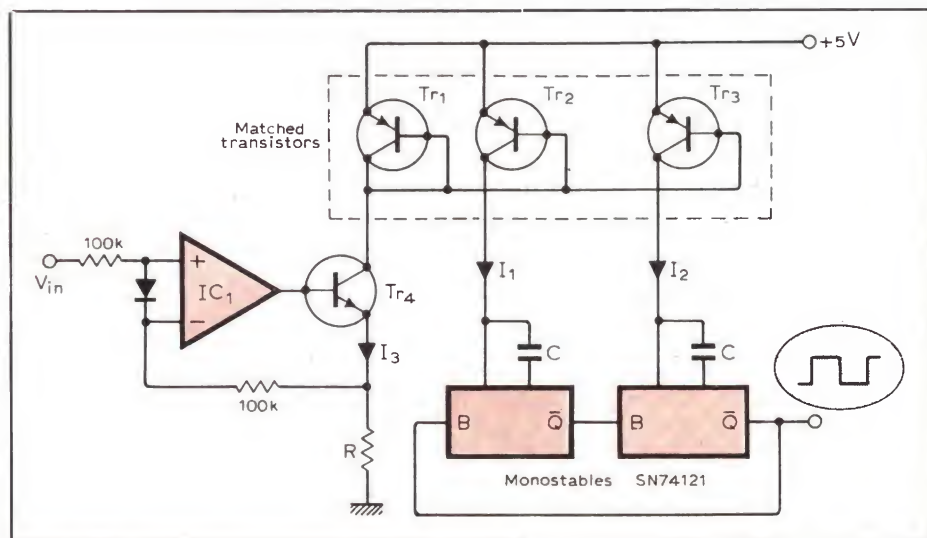 +5V
Tr1
Tr2
Tr3
Matched
transistors
100k
Vin
+
IC1
−
Tr4
I1
I2
I3
C
C
100k
R
B
Q̅
B
Q̅
Monostables SN74121